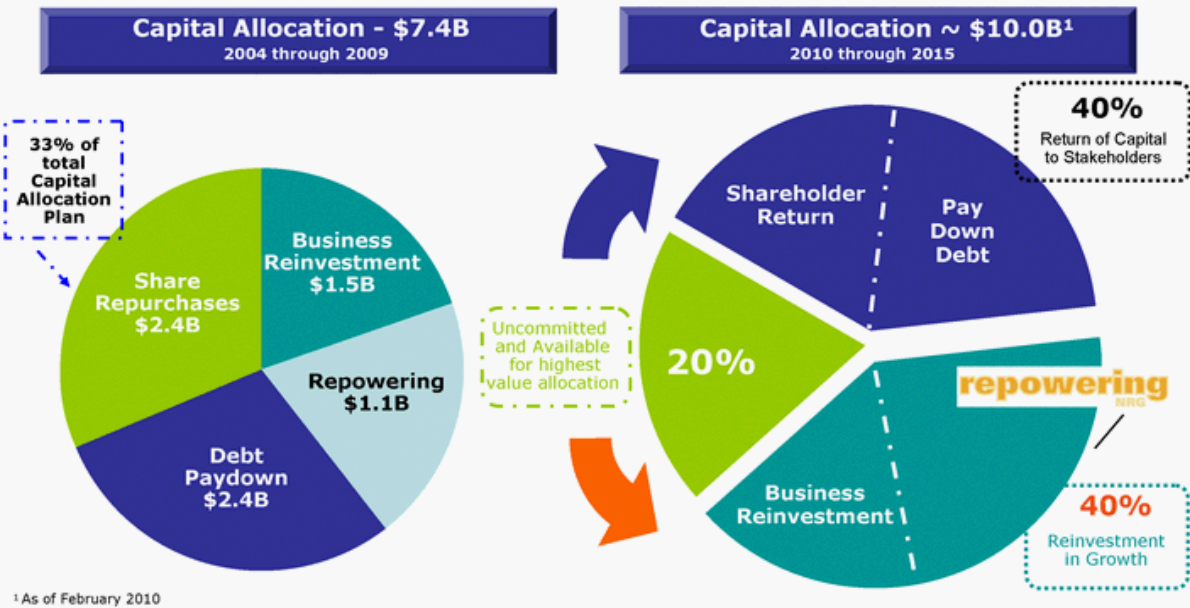 Capital Allocation - $7.4B
2004 through 2009
Capital Allocation ~ $10.0B¹
2010 through 2015
33% of
total
Capital
Allocation
Plan
Business
Reinvestment
$1.5B
Share
Repurchases
$2.4B
Repowering
$1.1B
Debt
Paydown
$2.4B
Uncommitted
and Available
for highest
value allocation
40%
Return of Capital
to Stakeholders
Shareholder
Return
Pay
Down
Debt
20%
repowering
NRG
Business
Reinvestment
40%
Reinvestment
in Growth
¹ As of February 2010